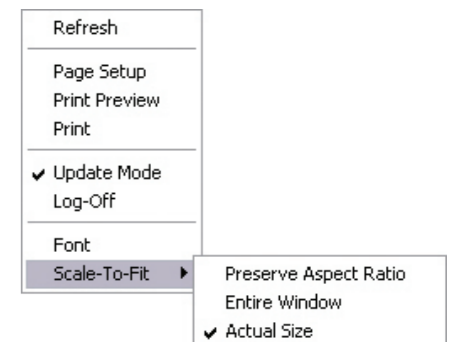 Refresh
Page Setup
Print Preview
Print
Update Mode
Log-Off
Font
Scale-To-Fit
Preserve Aspect Ratio
Entire Window
Actual Size